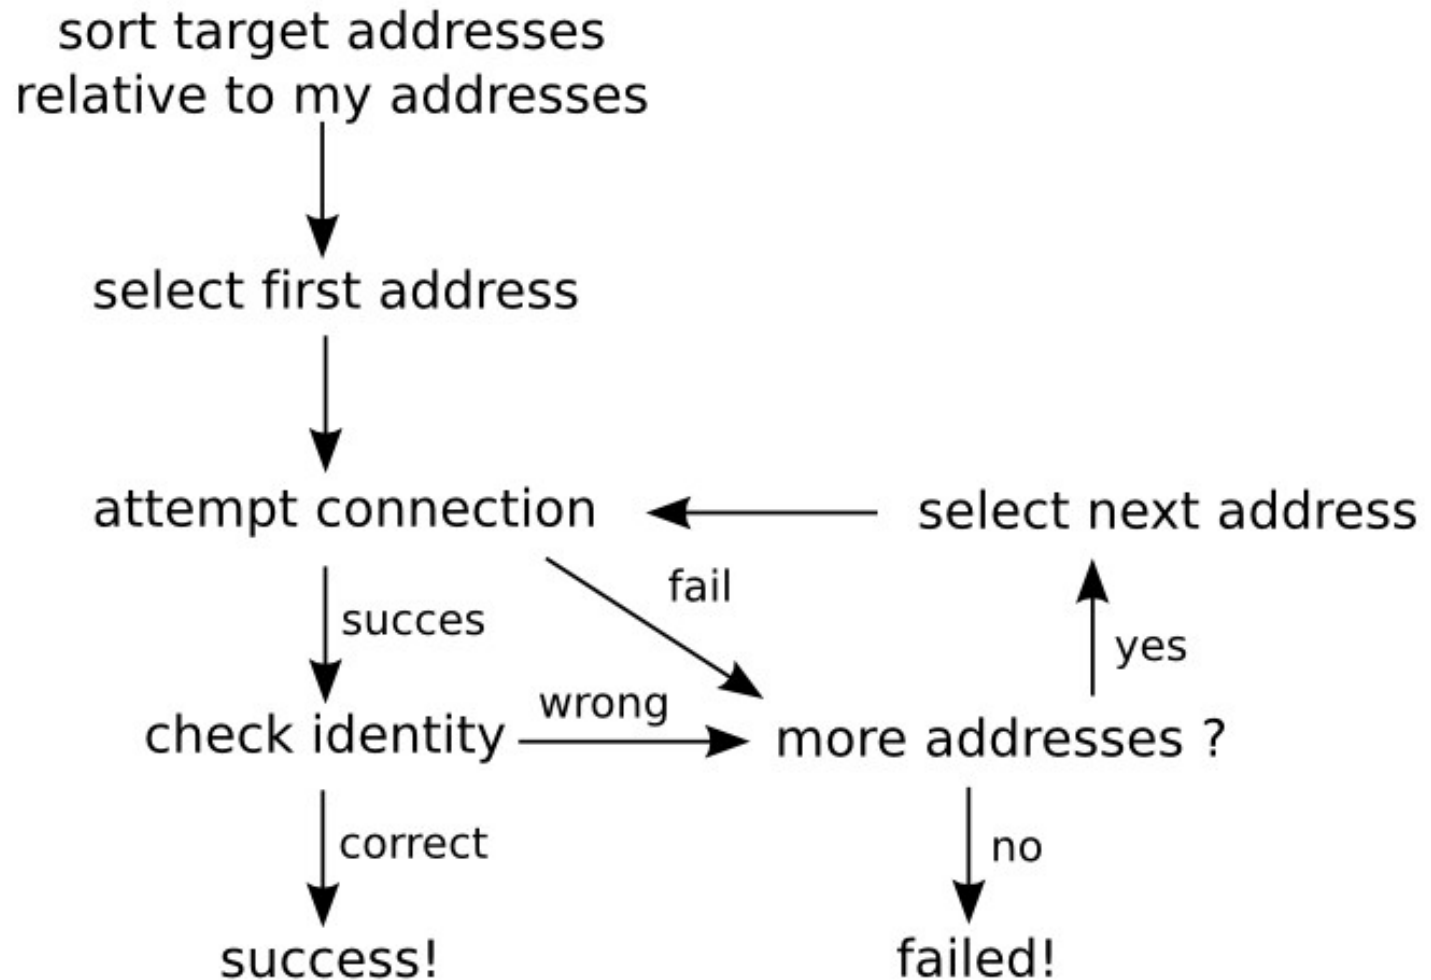 sort target addresses
relative to my addresses
select first address
attempt connection
select next address
fail
succes
yes
wrong
check identity
more addresses ?
correct
no
success!
failed!